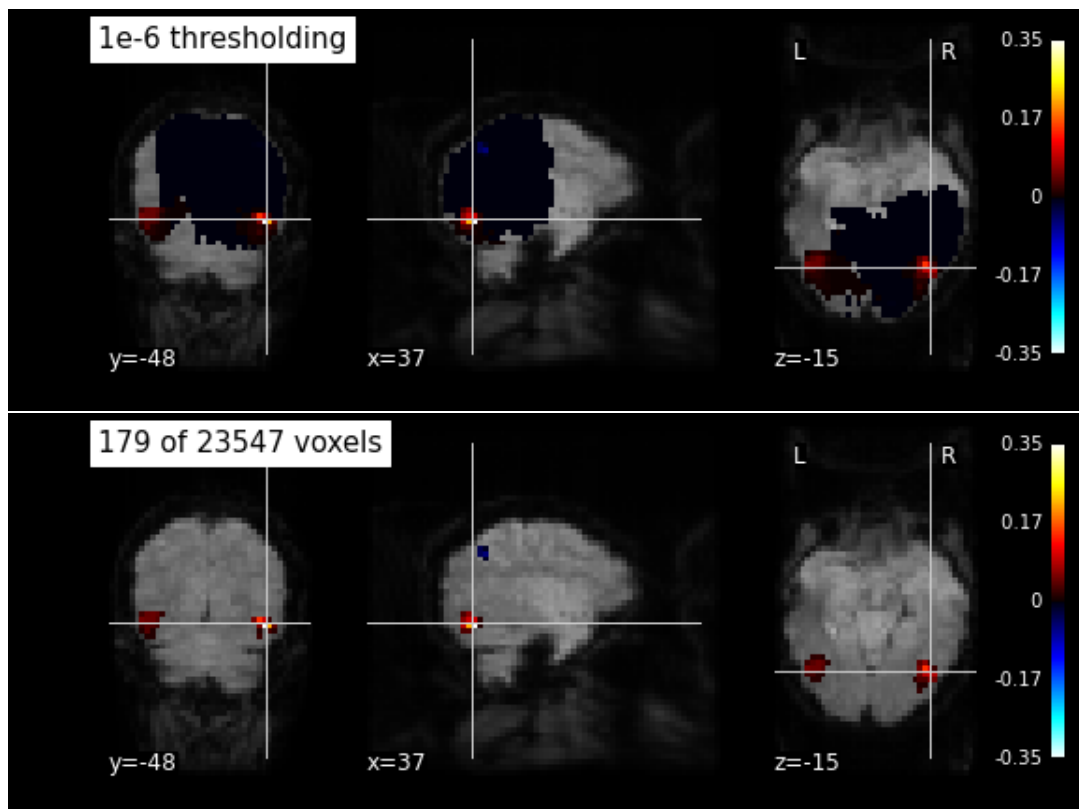 1e-6 thresholding
L R
0.35
0.17
0
-0.17
-0.35
y=-48
x=37
z=-15
179 of 23547 voxels
L R
0.35
0.17
0
-0.17
-0.35
y=-48
x=37
z=-15